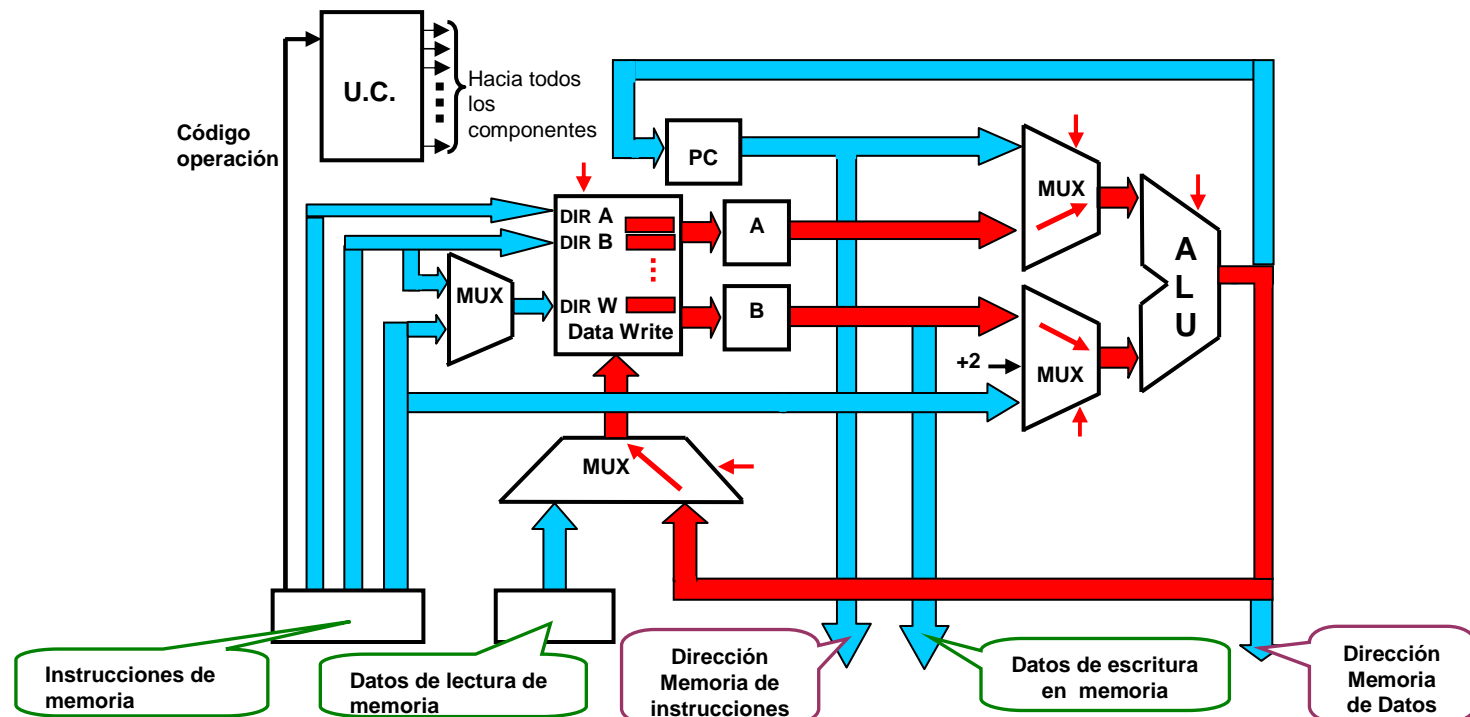 U.C.
Hacia todos
los
componentes
Código
operación
PC
MUX
DIR A
DIR B
DIR W
Data Write
A
B
MUX
+2
MUX
A
L
U
MUX
Instrucciones de
memoria
Datos de lectura de
memoria
Dirección
Memoria de
instrucciones
Datos de escritura
en memoria
Dirección
Memoria
de Datos